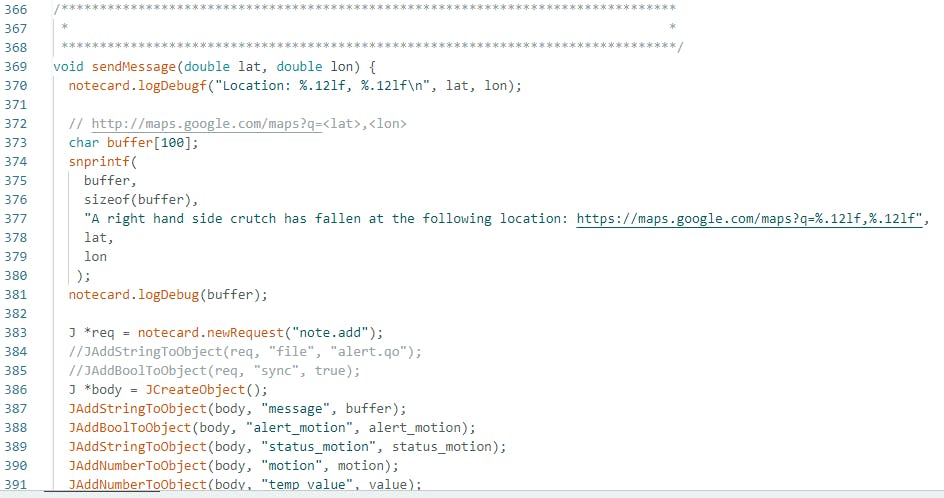 366 /********************************************************************************
367 * *
368 ********************************************************************************/
369 void sendMessage(double lat, double lon) {
370 notecard.logDebugf("Location: %.12lf, %.12lf\n", lat, lon);
371
372 // http://maps.google.com/maps?q=<lat>,<lon>
373 char buffer[100];
374 snprintf(
375 buffer,
376 sizeof(buffer),
377 "A right hand side crutch has fallen at the following location: https://maps.google.com/maps?q=%.12lf,%.12lf",
378 lat,
379 lon
380 );
381 notecard.logDebug(buffer);
382
383 J *req = notecard.newRequest("note.add");
384 //JAddStringToObject(req, "file", "alert.qo");
385 //JAddBoolToObject(req, "sync", true);
386 J *body = JCreateObject();
387 JAddStringToObject(body, "message", buffer);
388 JAddBoolToObject(body, "alert_motion", alert_motion);
389 JAddStringToObject(body, "status_motion", status_motion);
390 JAddNumberToObject(body, "motion", motion);
391 JAddNumberToObject(body, "temp_value", value);